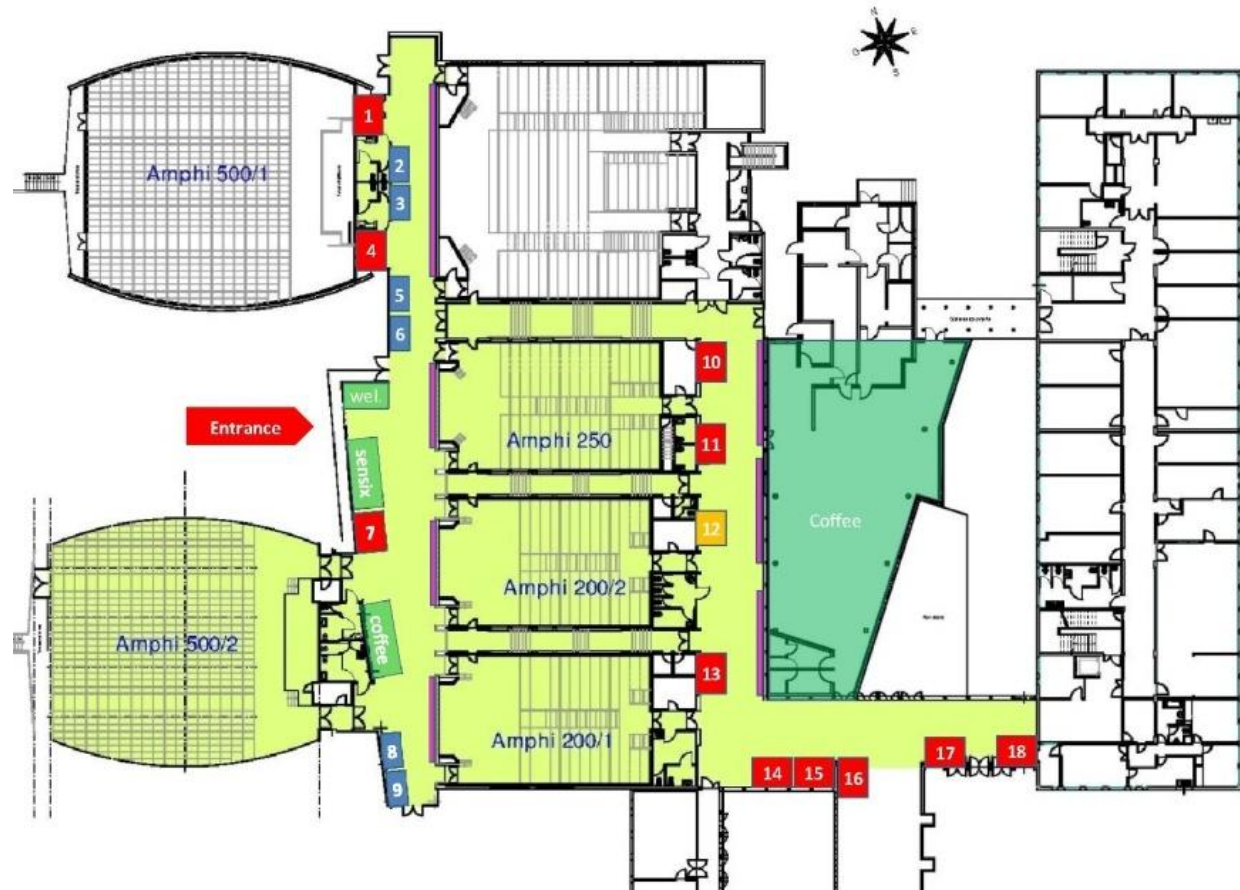 N
E
S
O
1
2
3
4
5
6
Amphi 500/1
wel.
Entrance
sensix
7
Amphi 500/2
coffee
8
9
Amphi 250
Amphi 200/2
Amphi 200/1
10
11
12
13
Coffee
14
15
16
17
18